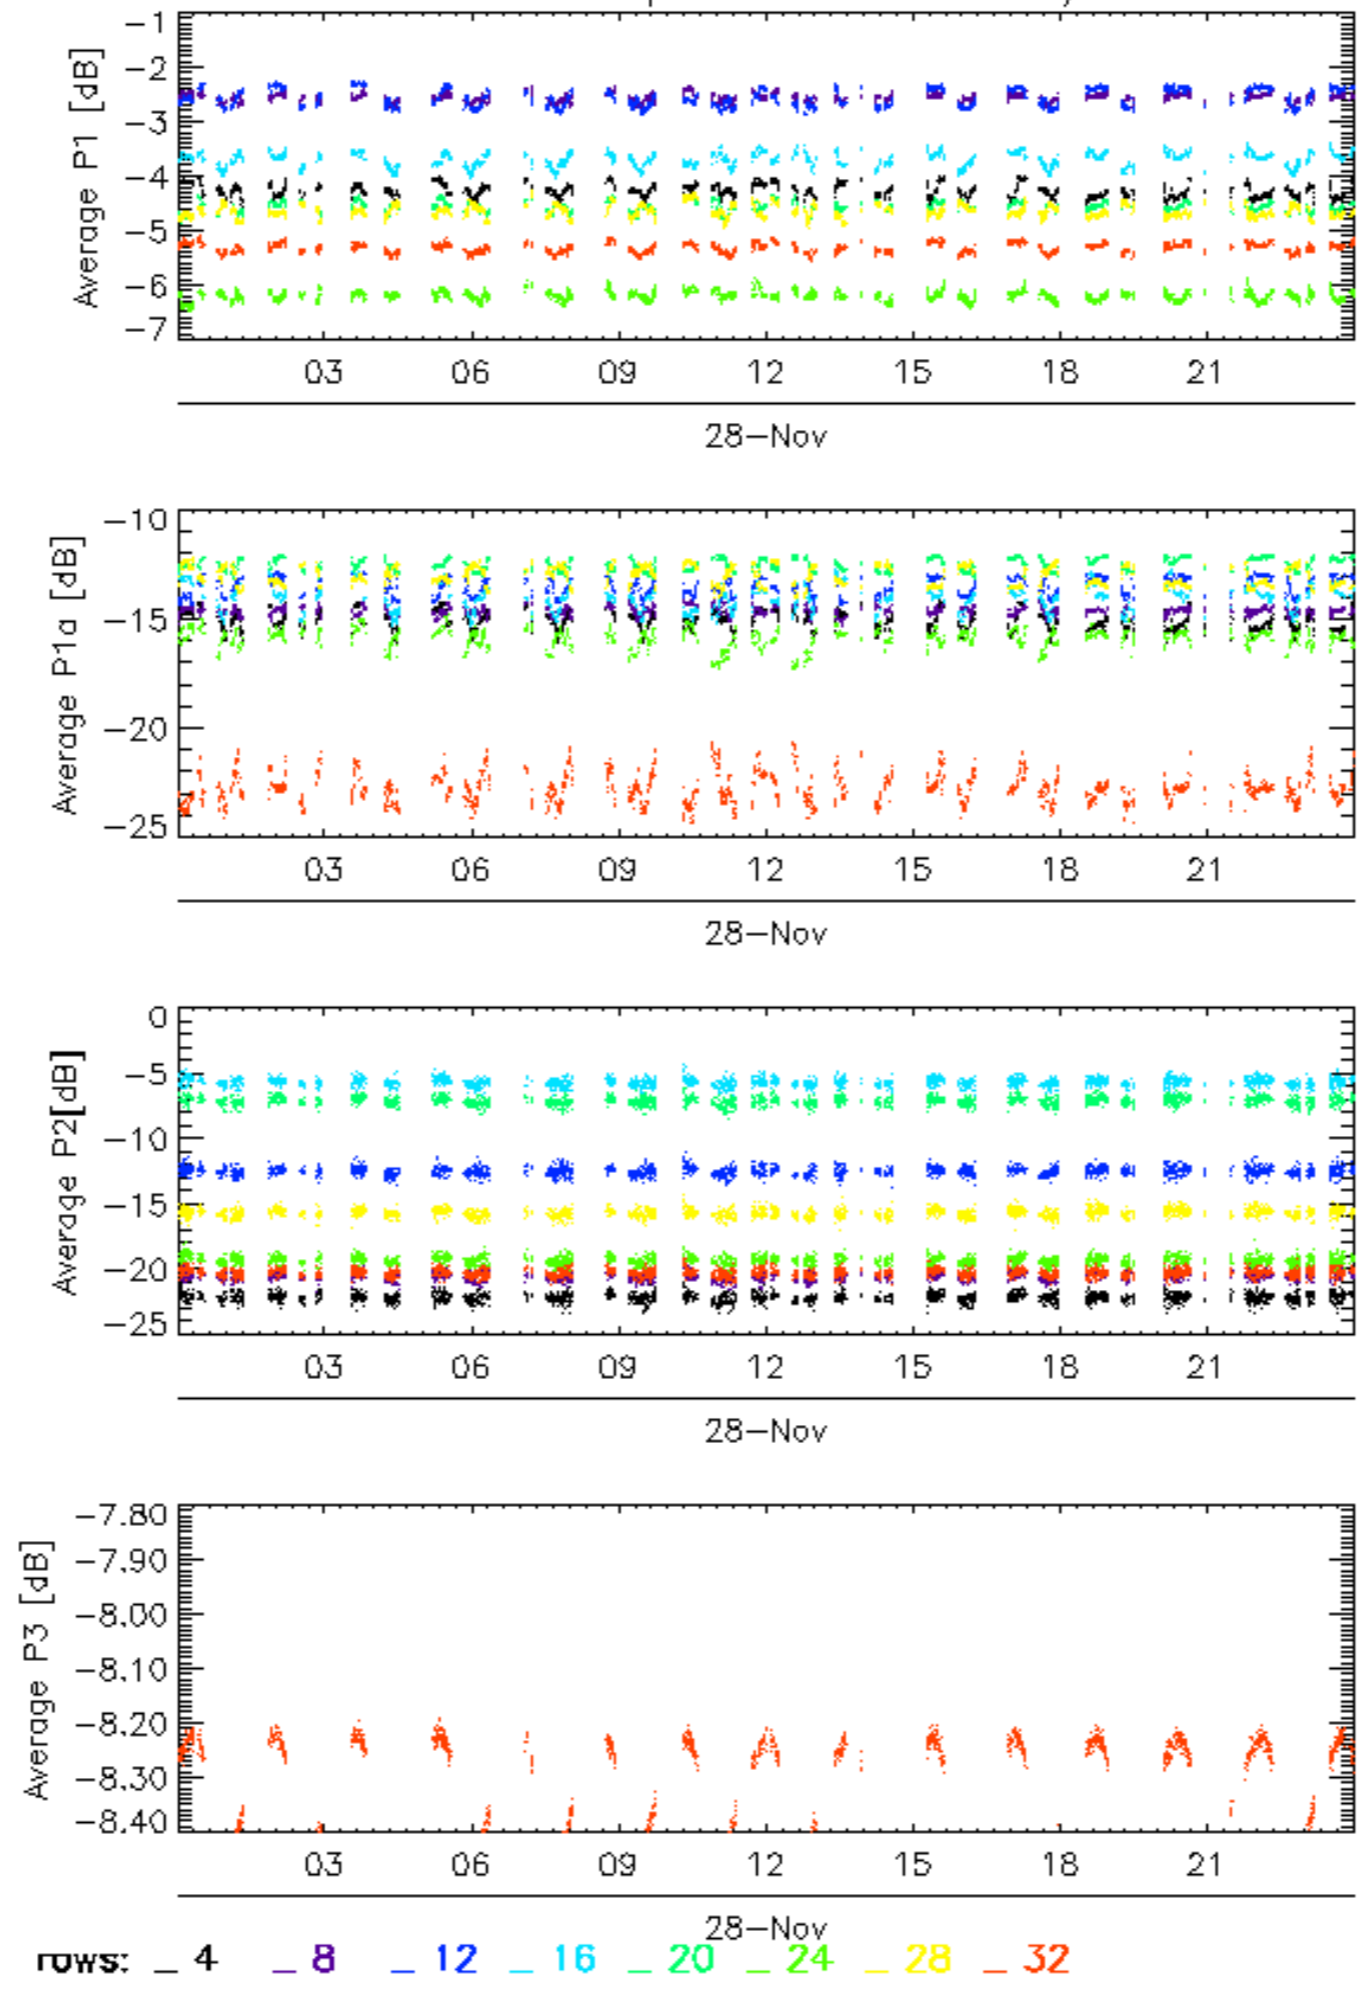 −1
−2
−3
−4
−5
−6
−7
Average P1 [dB]
03 06 09 12 15 18 21
28−Nov
−10
−15
−20
−25
Average P1a [dB]
03 06 09 12 15 18 21
28−Nov
0
−5
−10
−15
−20
−25
Average P2[dB]
03 06 09 12 15 18 21
28−Nov
−7.80
−7.90
−8.00
−8.10
−8.20
−8.30
−8.40
Average P3 [dB]
03 06 09 12 15 18 21
28−Nov
rows: _ 4 _ 8 _ 12 _ 16 _ 20 _ 24 _ 28 _ 32